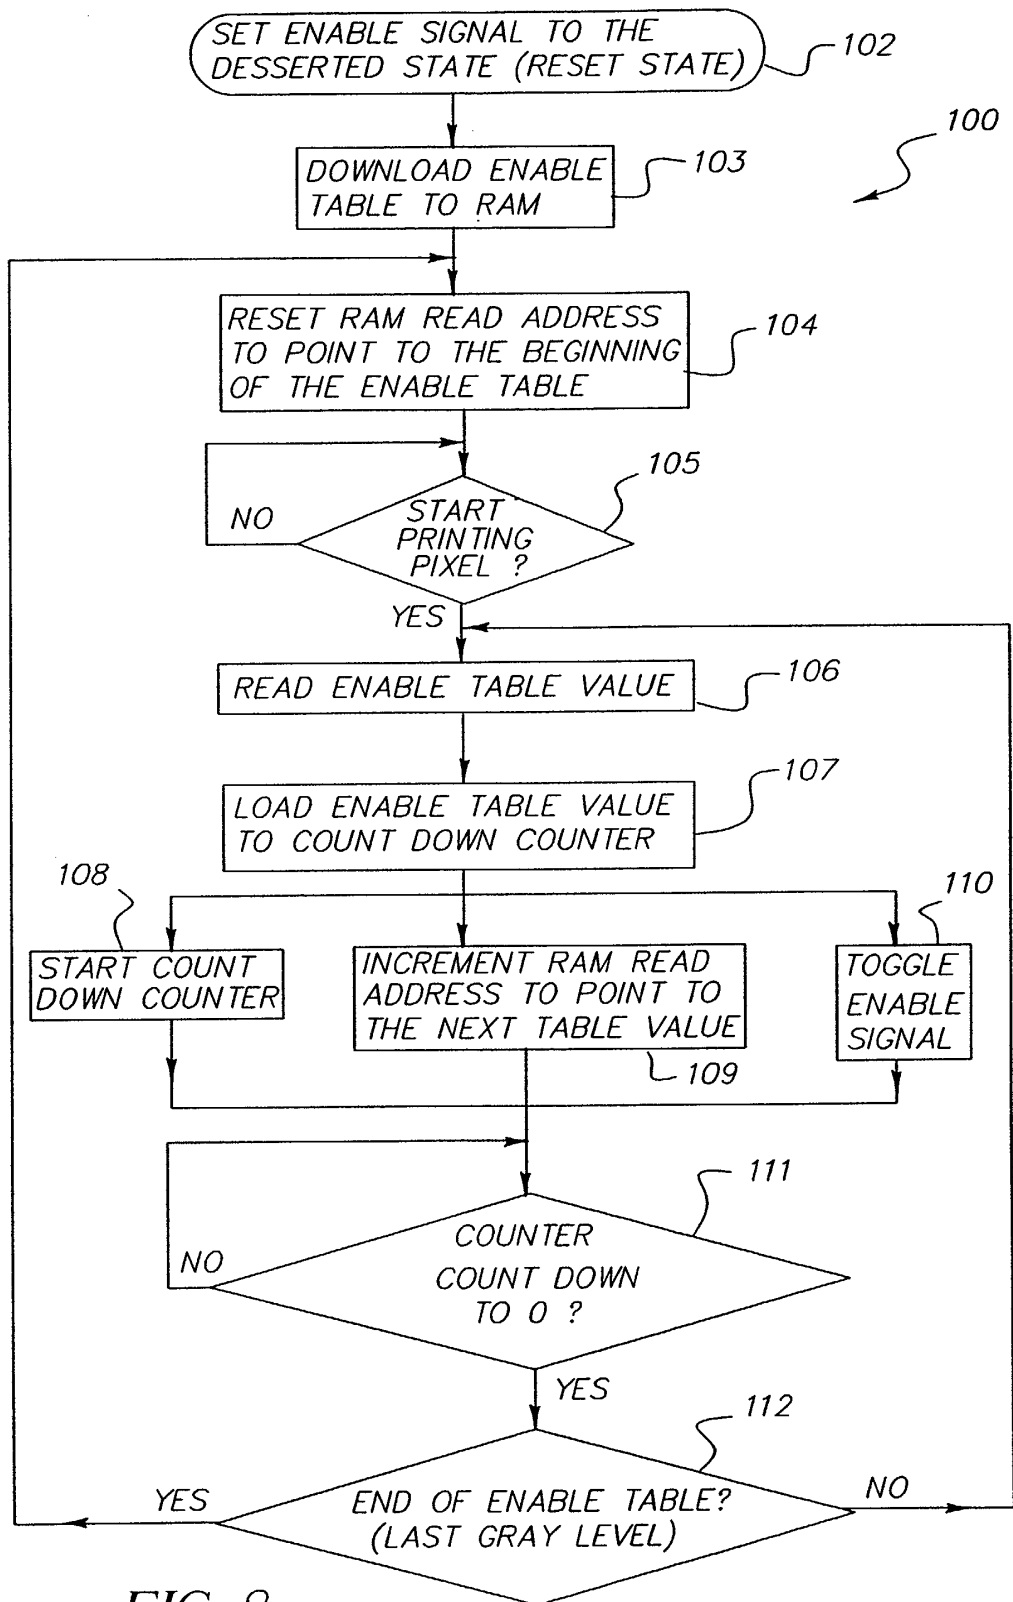 SET ENABLE SIGNAL TO THE
DESSERTED STATE (RESET STATE)
102
100
DOWNLOAD ENABLE
TABLE TO RAM
103
RESET RAM READ ADDRESS
TO POINT TO THE BEGINNING
OF THE ENABLE TABLE
104
105
START
PRINTING
PIXEL ?
NO
YES
READ ENABLE TABLE VALUE
106
LOAD ENABLE TABLE VALUE
TO COUNT DOWN COUNTER
107
108
START COUNT
DOWN COUNTER
INCREMENT RAM READ
ADDRESS TO POINT TO
THE NEXT TABLE VALUE
109
110
TOGGLE
ENABLE
SIGNAL
111
COUNTER
COUNT DOWN
TO 0 ?
NO
YES
112
END OF ENABLE TABLE?
(LAST GRAY LEVEL)
YES
NO